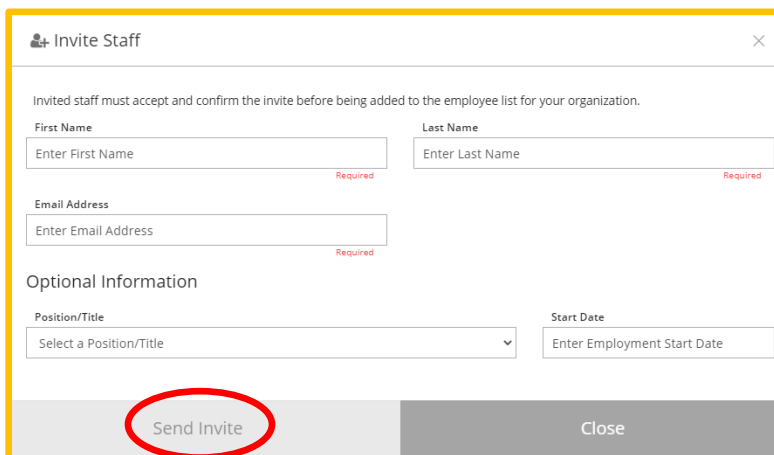 Invite Staff
Invited staff must accept and confirm the invite before being added to the employee list for your organization.
First Name
Last Name
Enter First Name
Enter Last Name
Required
Required
Email Address
Enter Email Address
Required
Optional Information
Position/Title
Start Date
Select a Position/Title
Enter Employment Start Date
Send Invite
Close